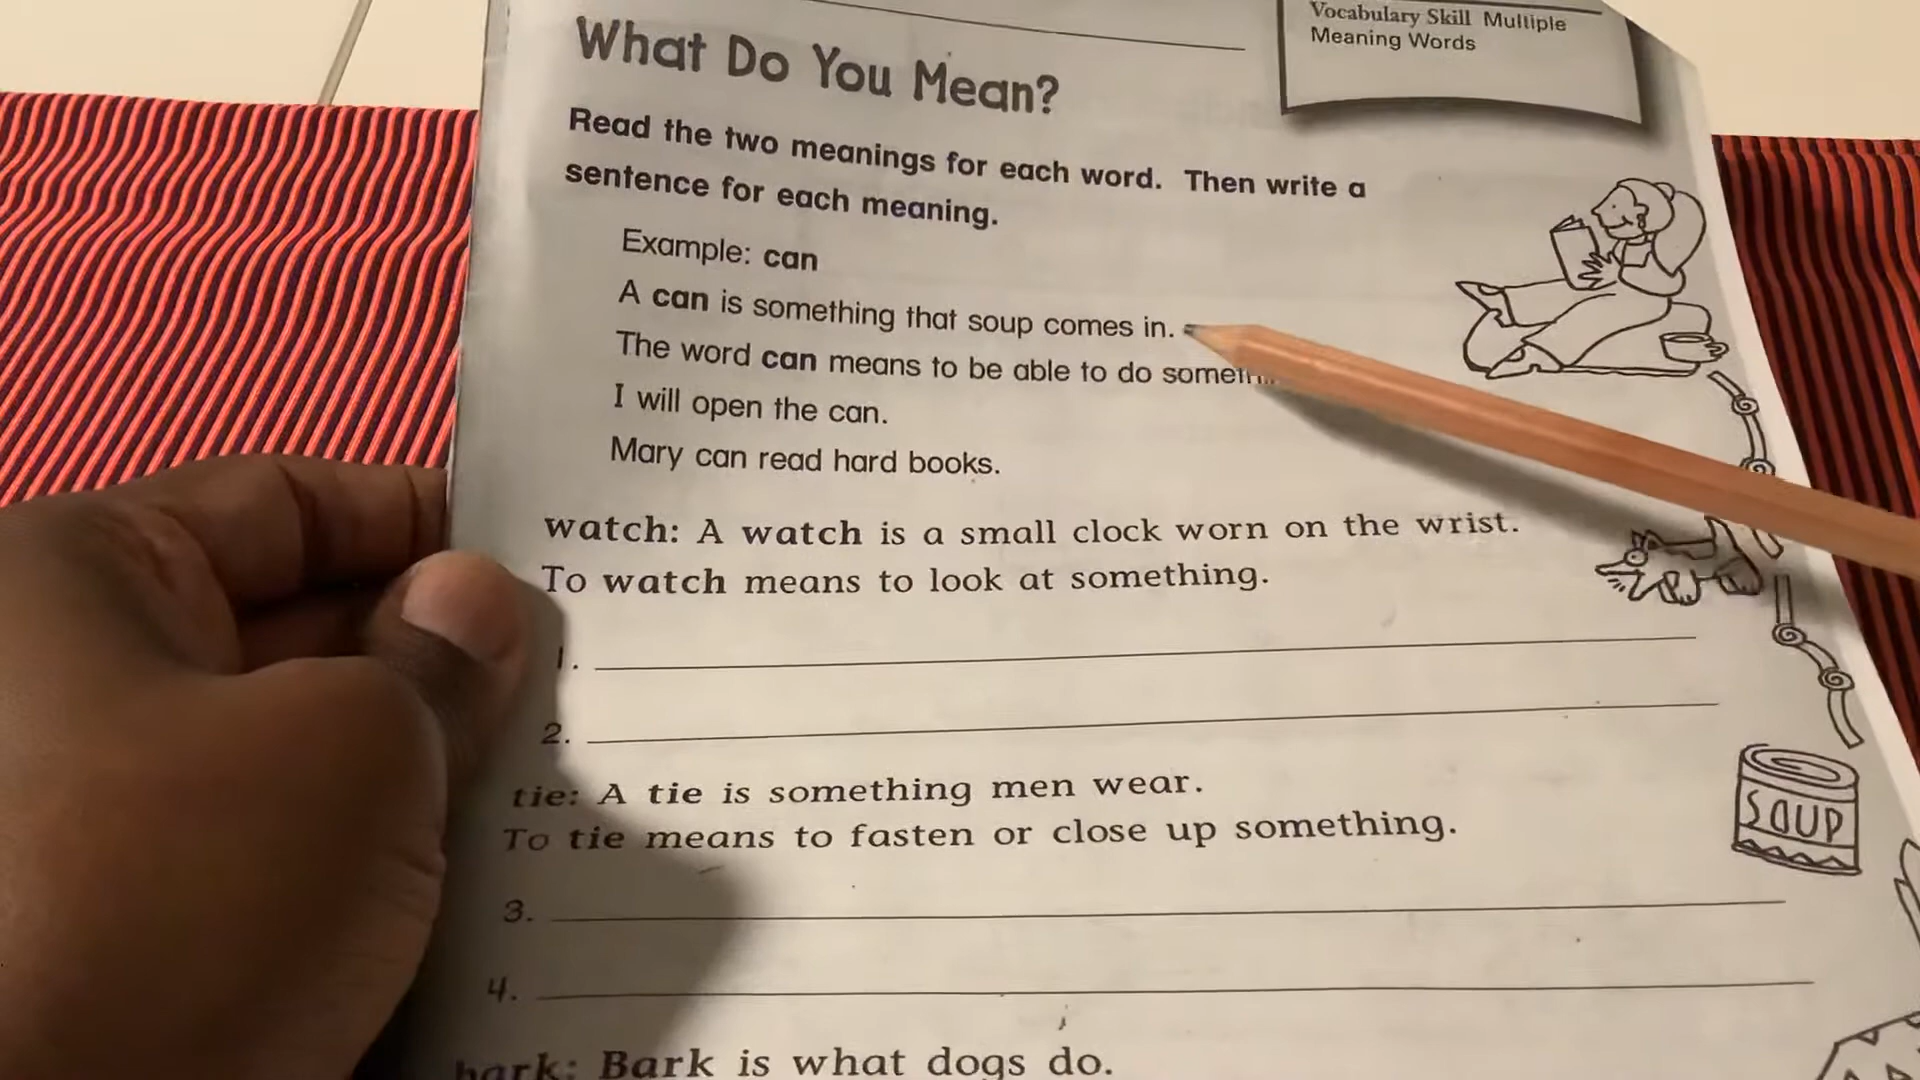 Vocabulary Skill Multiple
Meaning Words
What Do You Mean?
Read the two meanings for each word. Then write a
sentence for each meaning.
Example: can
A can is something that soup comes in.
The word can means to be able to do
I will open the can.
Mary can read hard books.
watch: A watch is a small clock worn on the wrist.
To watch means to look at something.
1.
2.
tie: A tie is something men wear.
To tie means to fasten or close up something.
SOUP
3.
4.
bark: Bark is what dogs do.